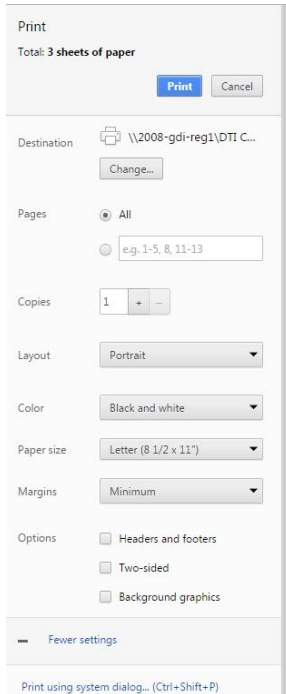 Print
Total: 3 sheets of paper
Print Cancel
Destination \\2008-gdi-reg1\DTI C...
Change...
Pages All
e.g. 1-5, 8, 11-13
Copies 1 + -
Layout Portrait
Color Black and white
Paper size Letter (8 1/2 x 11")
Margins Minimum
Options Headers and footers
Two-sided
Background graphics
Fewer settings
Print using system dialog... (Ctrl+Shift+P)